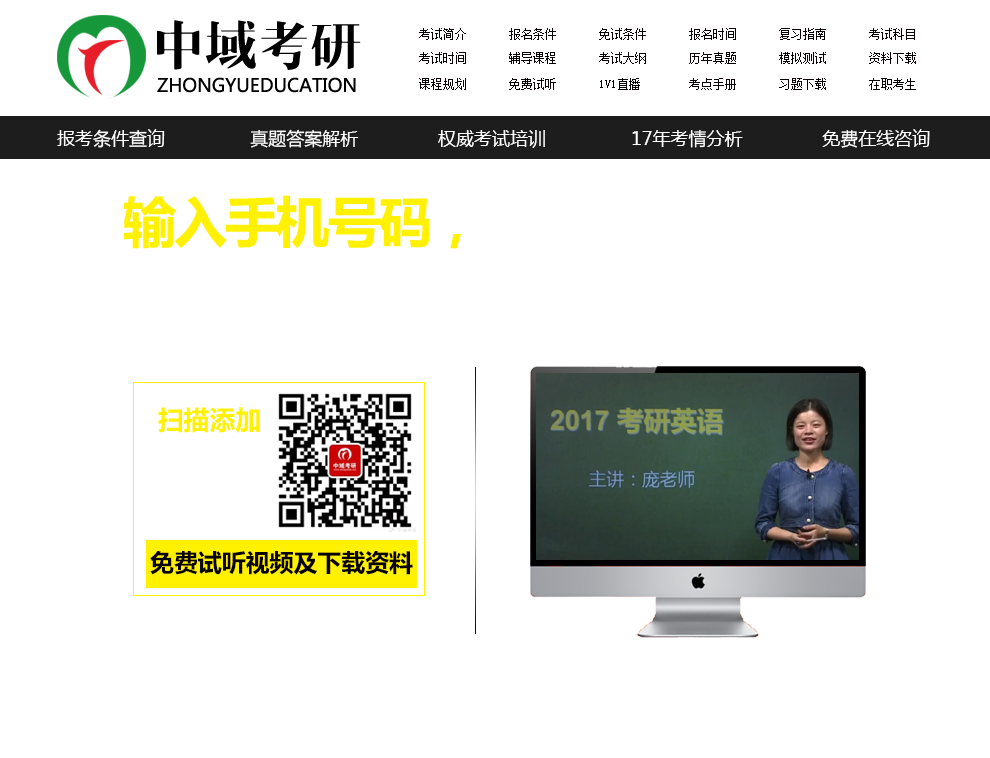 中域考研
ZHONGYUEDUCATION
考试简介 报名条件 免试条件 报名时间 复习指南 考试科目
考试时间 辅导课程 考试大纲 历年真题 模拟测试 资料下载
课程规划 免费试听 1V1直播 考点手册 习题下载 在职考生
报考条件查询 真题答案解析 权威考试培训 17年考情分析 免费在线咨询
输入手机号码，
扫描添加
中域考研
免费试听视频及下载资料
2017 考研英语
主讲：庞老师